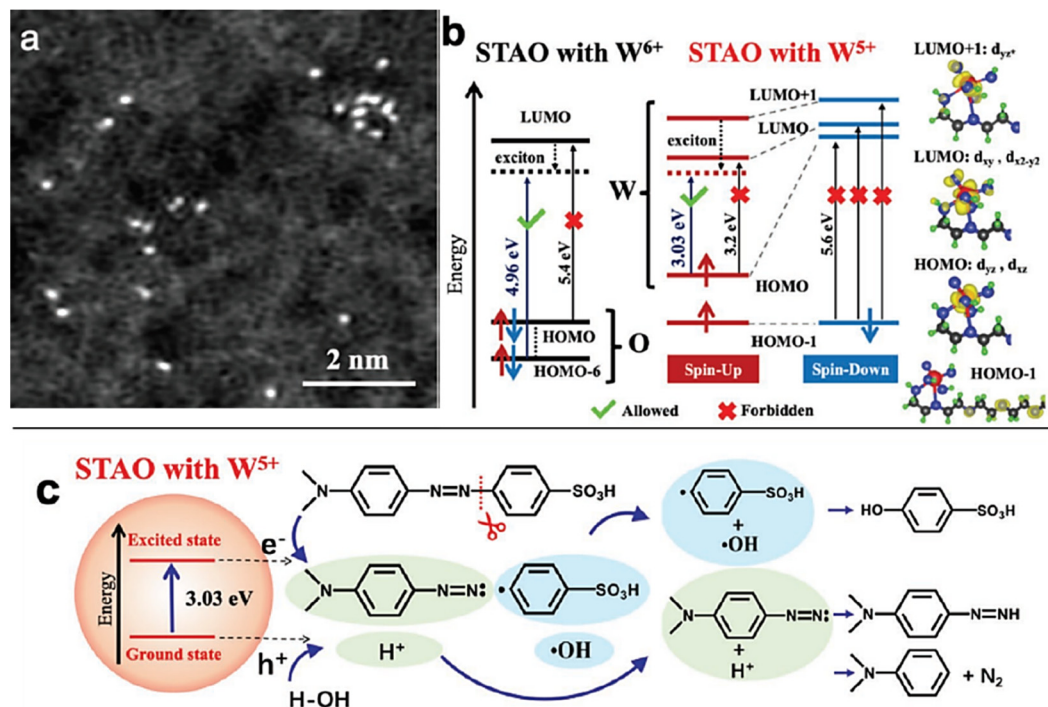 a
2 nm
b
STAO with W⁶⁺
STAO with W⁵⁺
Energy
LUMO
exciton
4.96 eV
5.4 eV
HOMO
HOMO-6
O
W
LUMO+1
LUMO
exciton
3.03 eV
3.2 eV
5.6 eV
HOMO
HOMO-1
Spin-Up
Spin-Down
Allowed
Forbidden
LUMO+1: dyz,
LUMO: dxy , dx2-y2
HOMO: dyz , dxz
HOMO-1
c
STAO with W⁵⁺
Energy
Excited state
3.03 eV
Ground state
e⁻
h⁺
H-OH
N
N=N
SO₃H
N
N=N:
SO₃H
H⁺
•OH
SO₃H
+
•OH
HO
SO₃H
N
N=N:
+
H⁺
N
N=NH
N
+ N₂